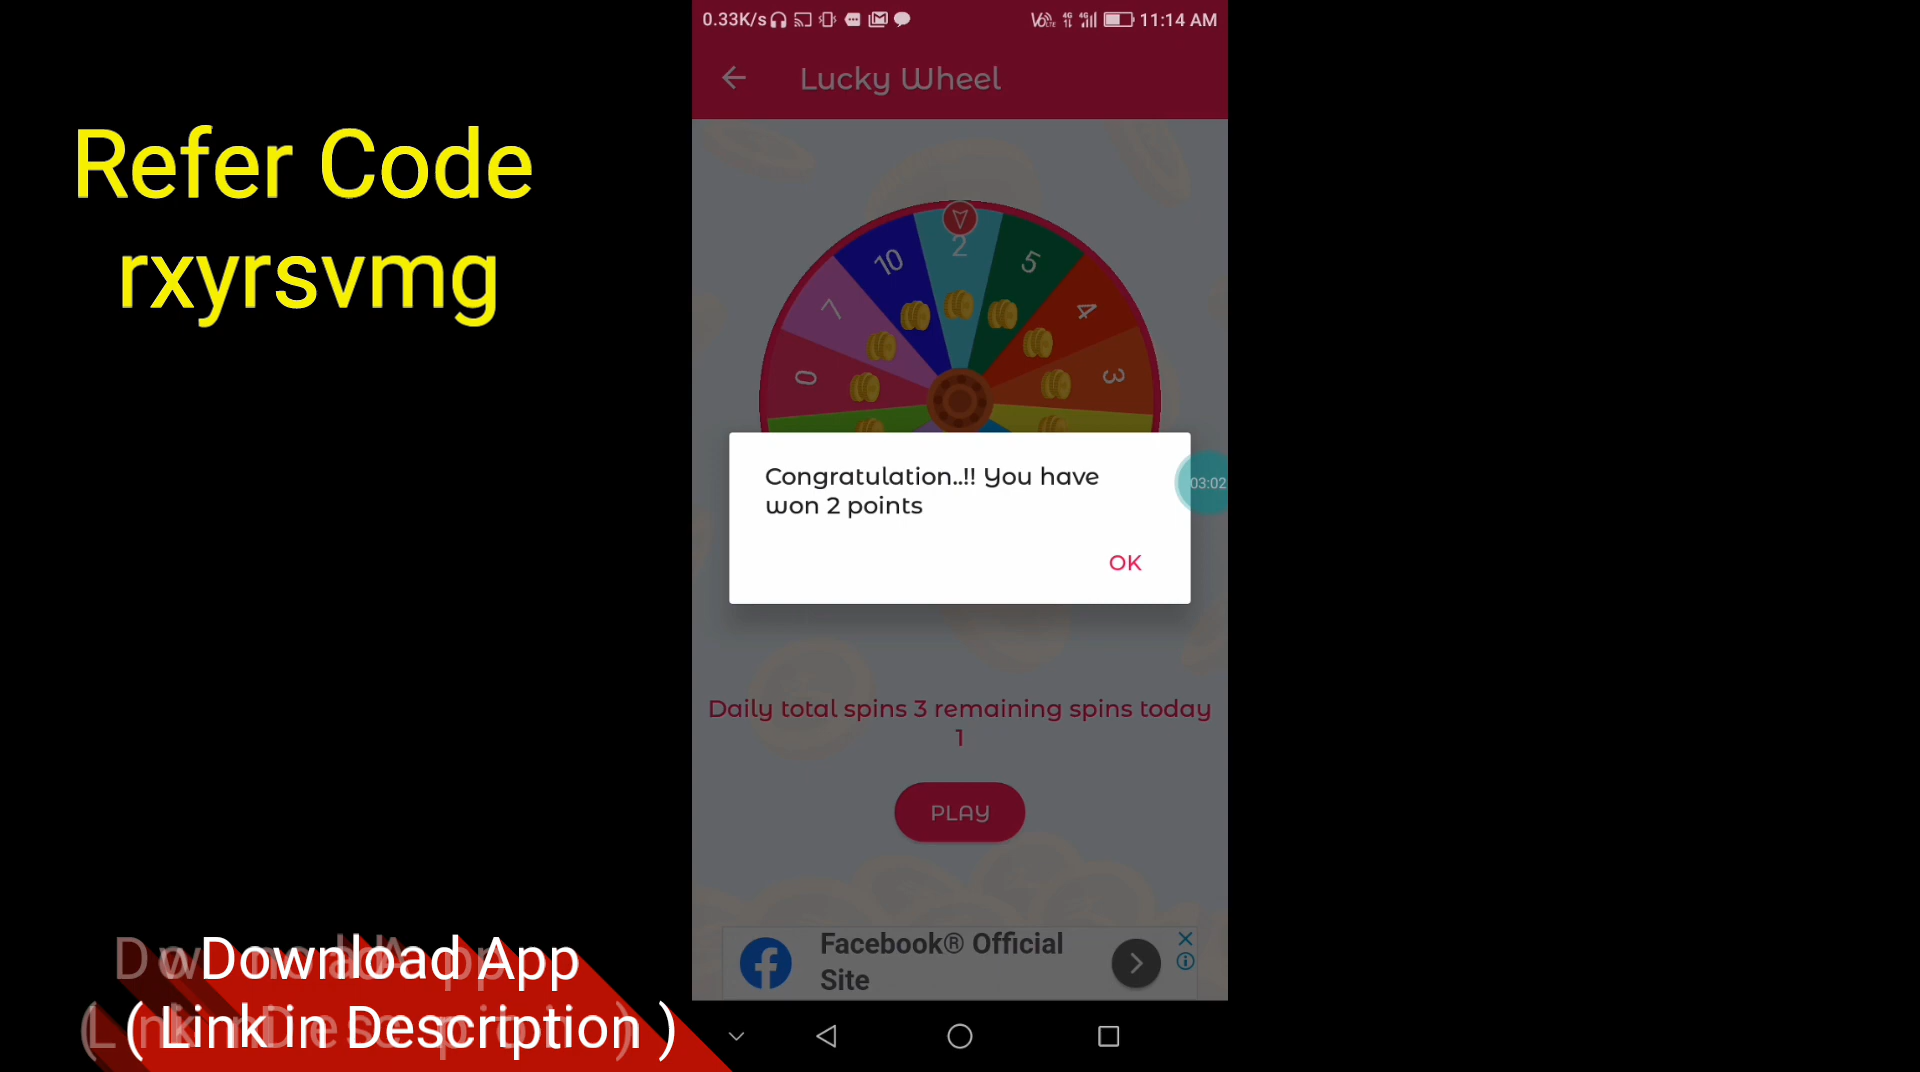 0.33K/s
11:14 AM
Lucky Wheel
Refer Code
rxyrsvmg
10
2
5
7
4
0
3
Congratulation..!! You have
won 2 points
03:02
OK
Daily total spins 3 remaining spins today
1
PLAY
Facebook® Official
Site
Download App
( Link in Description )